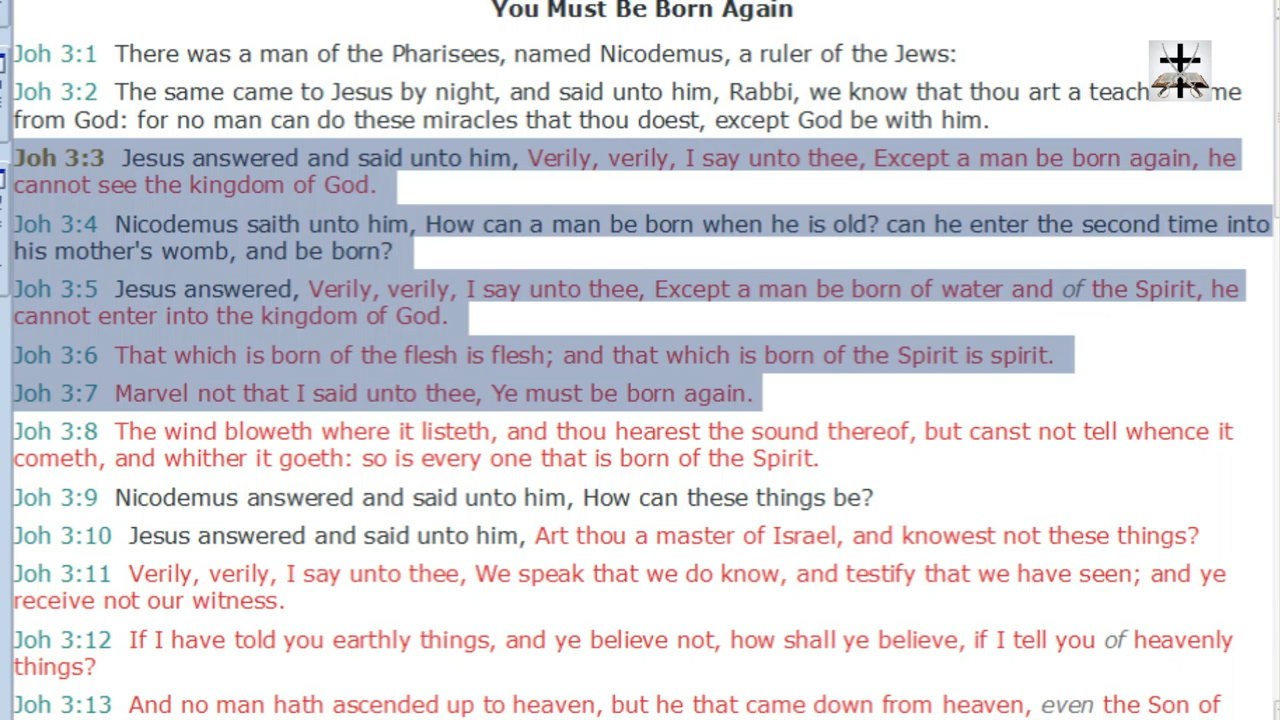 You Must Be Born Again
Joh 3:1 There was a man of the Pharisees, named Nicodemus, a ruler of the Jews:
Joh 3:2 The same came to Jesus by night, and said unto him, Rabbi, we know that thou art a teach me
from God: for no man can do these miracles that thou doest, except God be with him.
Joh 3:3 Jesus answered and said unto him, Verily, verily, I say unto thee, Except a man be born again, he
cannot see the kingdom of God.
Joh 3:4 Nicodemus saith unto him, How can a man be born when he is old? can he enter the second time into
his mother's womb, and be born?
Joh 3:5 Jesus answered, Verily, verily, I say unto thee, Except a man be born of water and of the Spirit, he
cannot enter into the kingdom of God.
Joh 3:6 That which is born of the flesh is flesh; and that which is born of the Spirit is spirit.
Joh 3:7 Marvel not that I said unto thee, Ye must be born again.
Joh 3:8 The wind bloweth where it listeth, and thou hearest the sound thereof, but canst not tell whence it
cometh, and whither it goeth: so is every one that is born of the Spirit.
Joh 3:9 Nicodemus answered and said unto him, How can these things be?
Joh 3:10 Jesus answered and said unto him, Art thou a master of Israel, and knowest not these things?
Joh 3:11 Verily, verily, I say unto thee, We speak that we do know, and testify that we have seen; and ye
receive not our witness.
Joh 3:12 If I have told you earthly things, and ye believe not, how shall ye believe, if I tell you of heavenly
things?
Joh 3:13 And no man hath ascended up to heaven, but he that came down from heaven, even the Son of